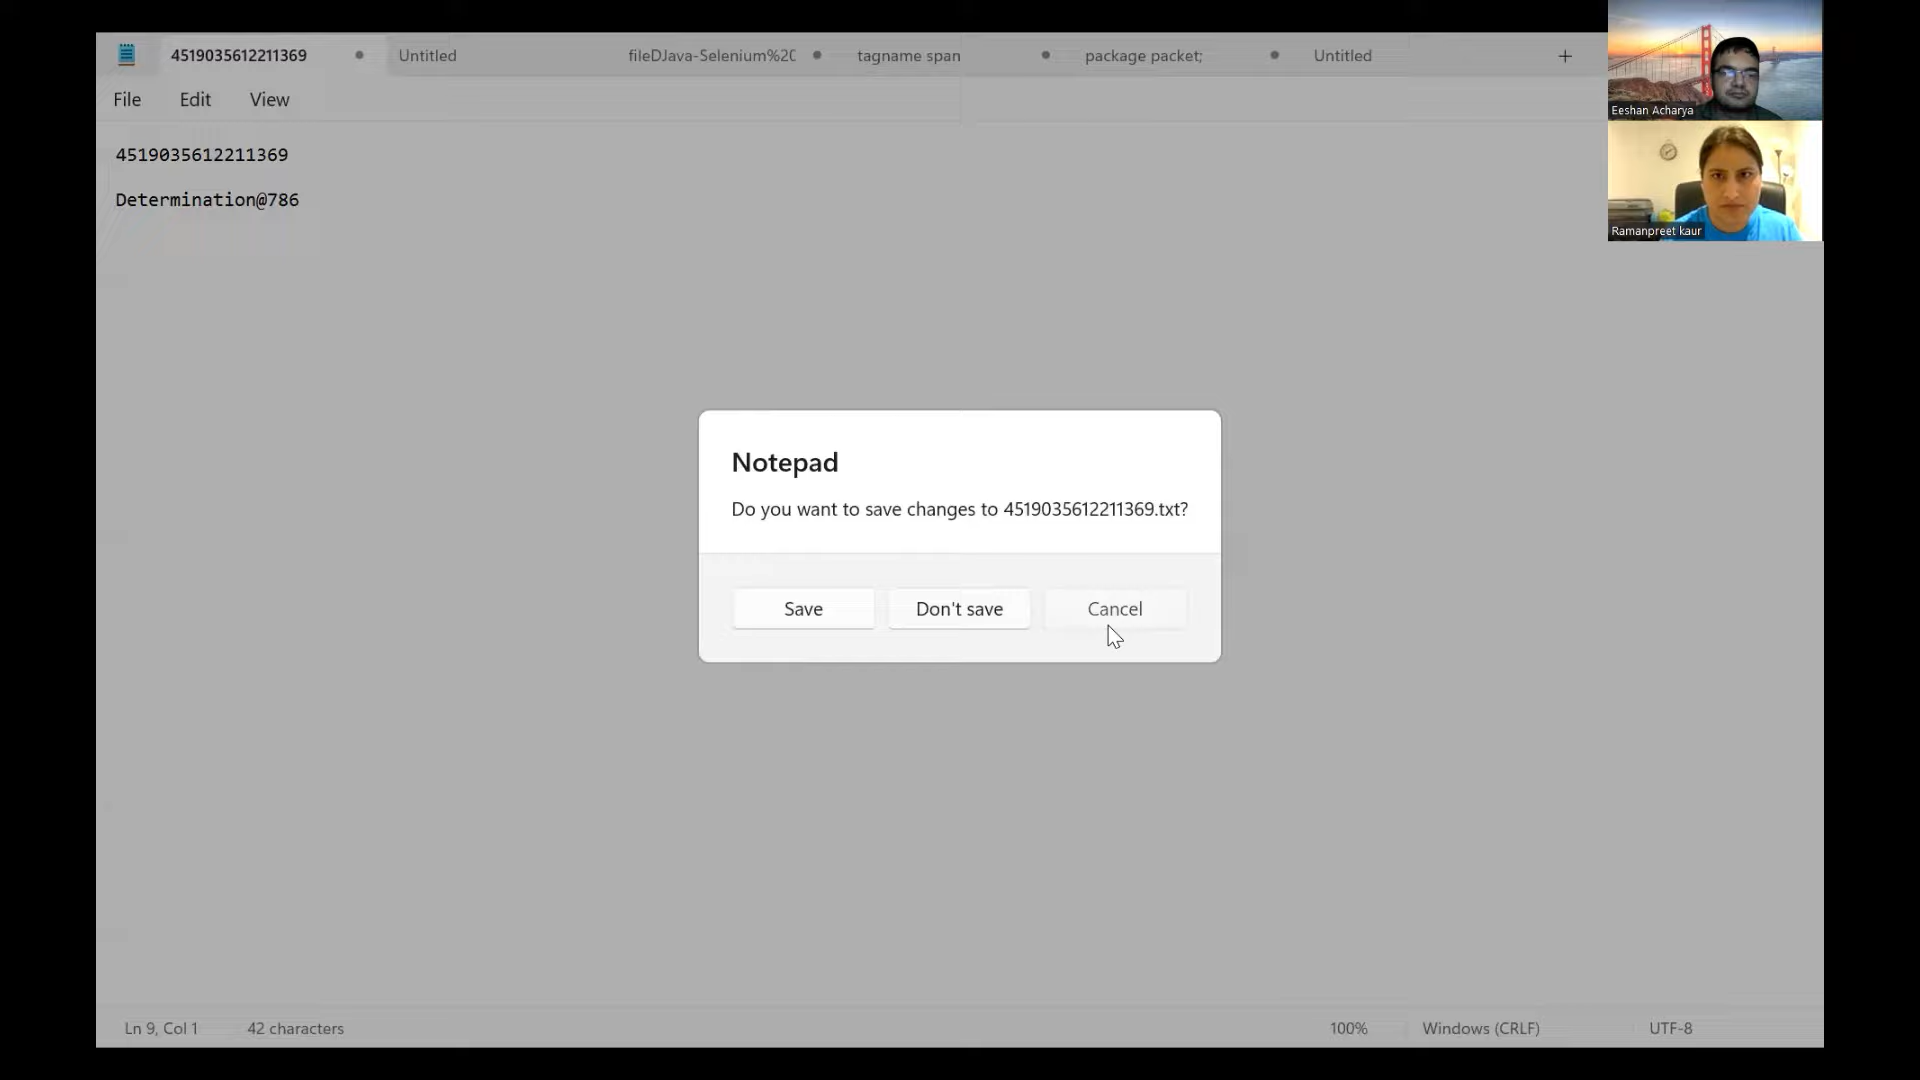 4519035612211369
Untitled
fileDJava-Selenium%2C
tagname span
package packet;
Untitled
File
Edit
View
4519035612211369
Determination@786
Eeshan Acharya
Ramanpreet kaur
Notepad
Do you want to save changes to 4519035612211369.txt?
Save
Don't save
Cancel
Ln 9, Col 1
42 characters
100%
Windows (CRLF)
UTF-8